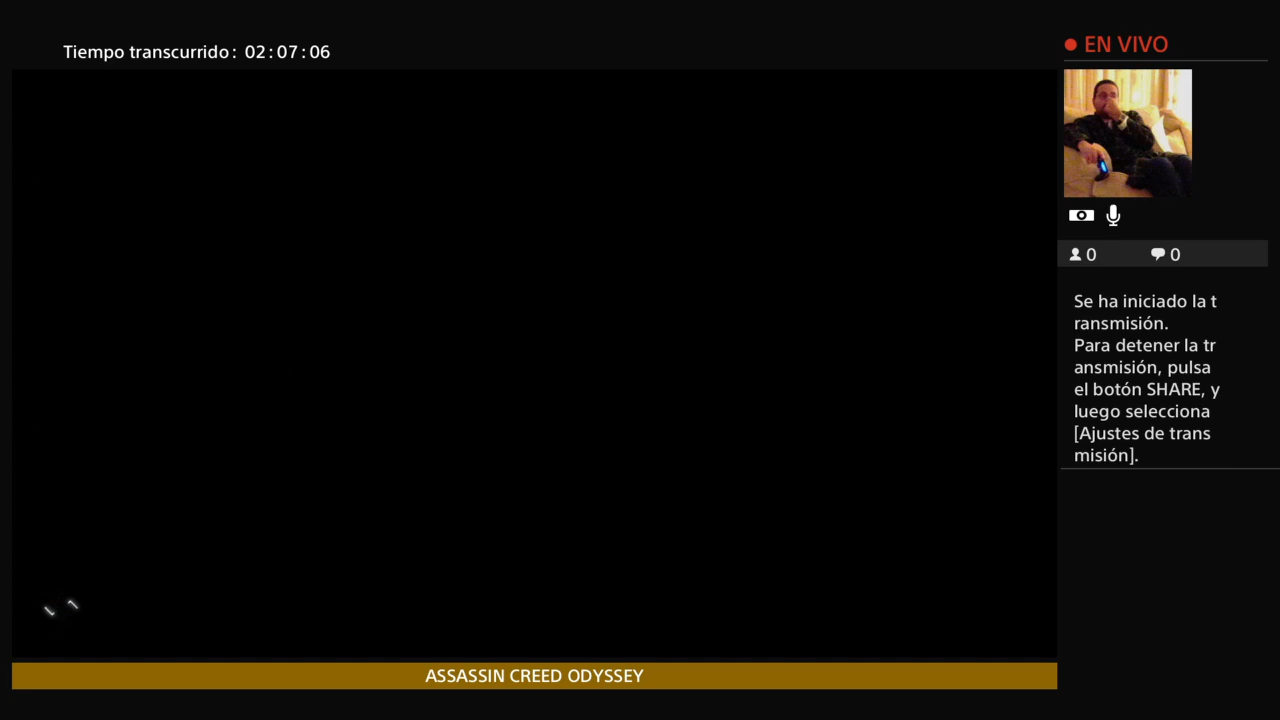 Tiempo transcurrido: 02:07:06
EN VIVO
0 0
Se ha iniciado la t
ransmisión.
Para detener la tr
ansmisión, pulsa
el botón SHARE, y
luego selecciona
[Ajustes de trans
misión].
ASSASSIN CREED ODYSSEY